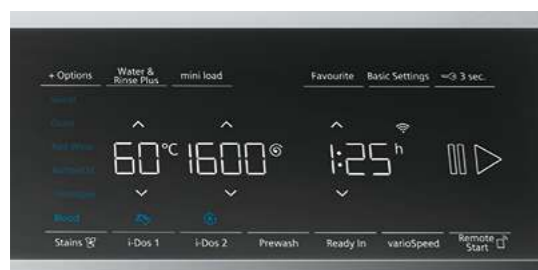 + Options
Water &
Rinse Plus
mini load
Favourite
Basic Settings
3 sec.
60°C
1600
1:25 h
Blood
Stains
i-Dos 1
i-Dos 2
Prewash
Ready In
varioSpeed
Remote
Start